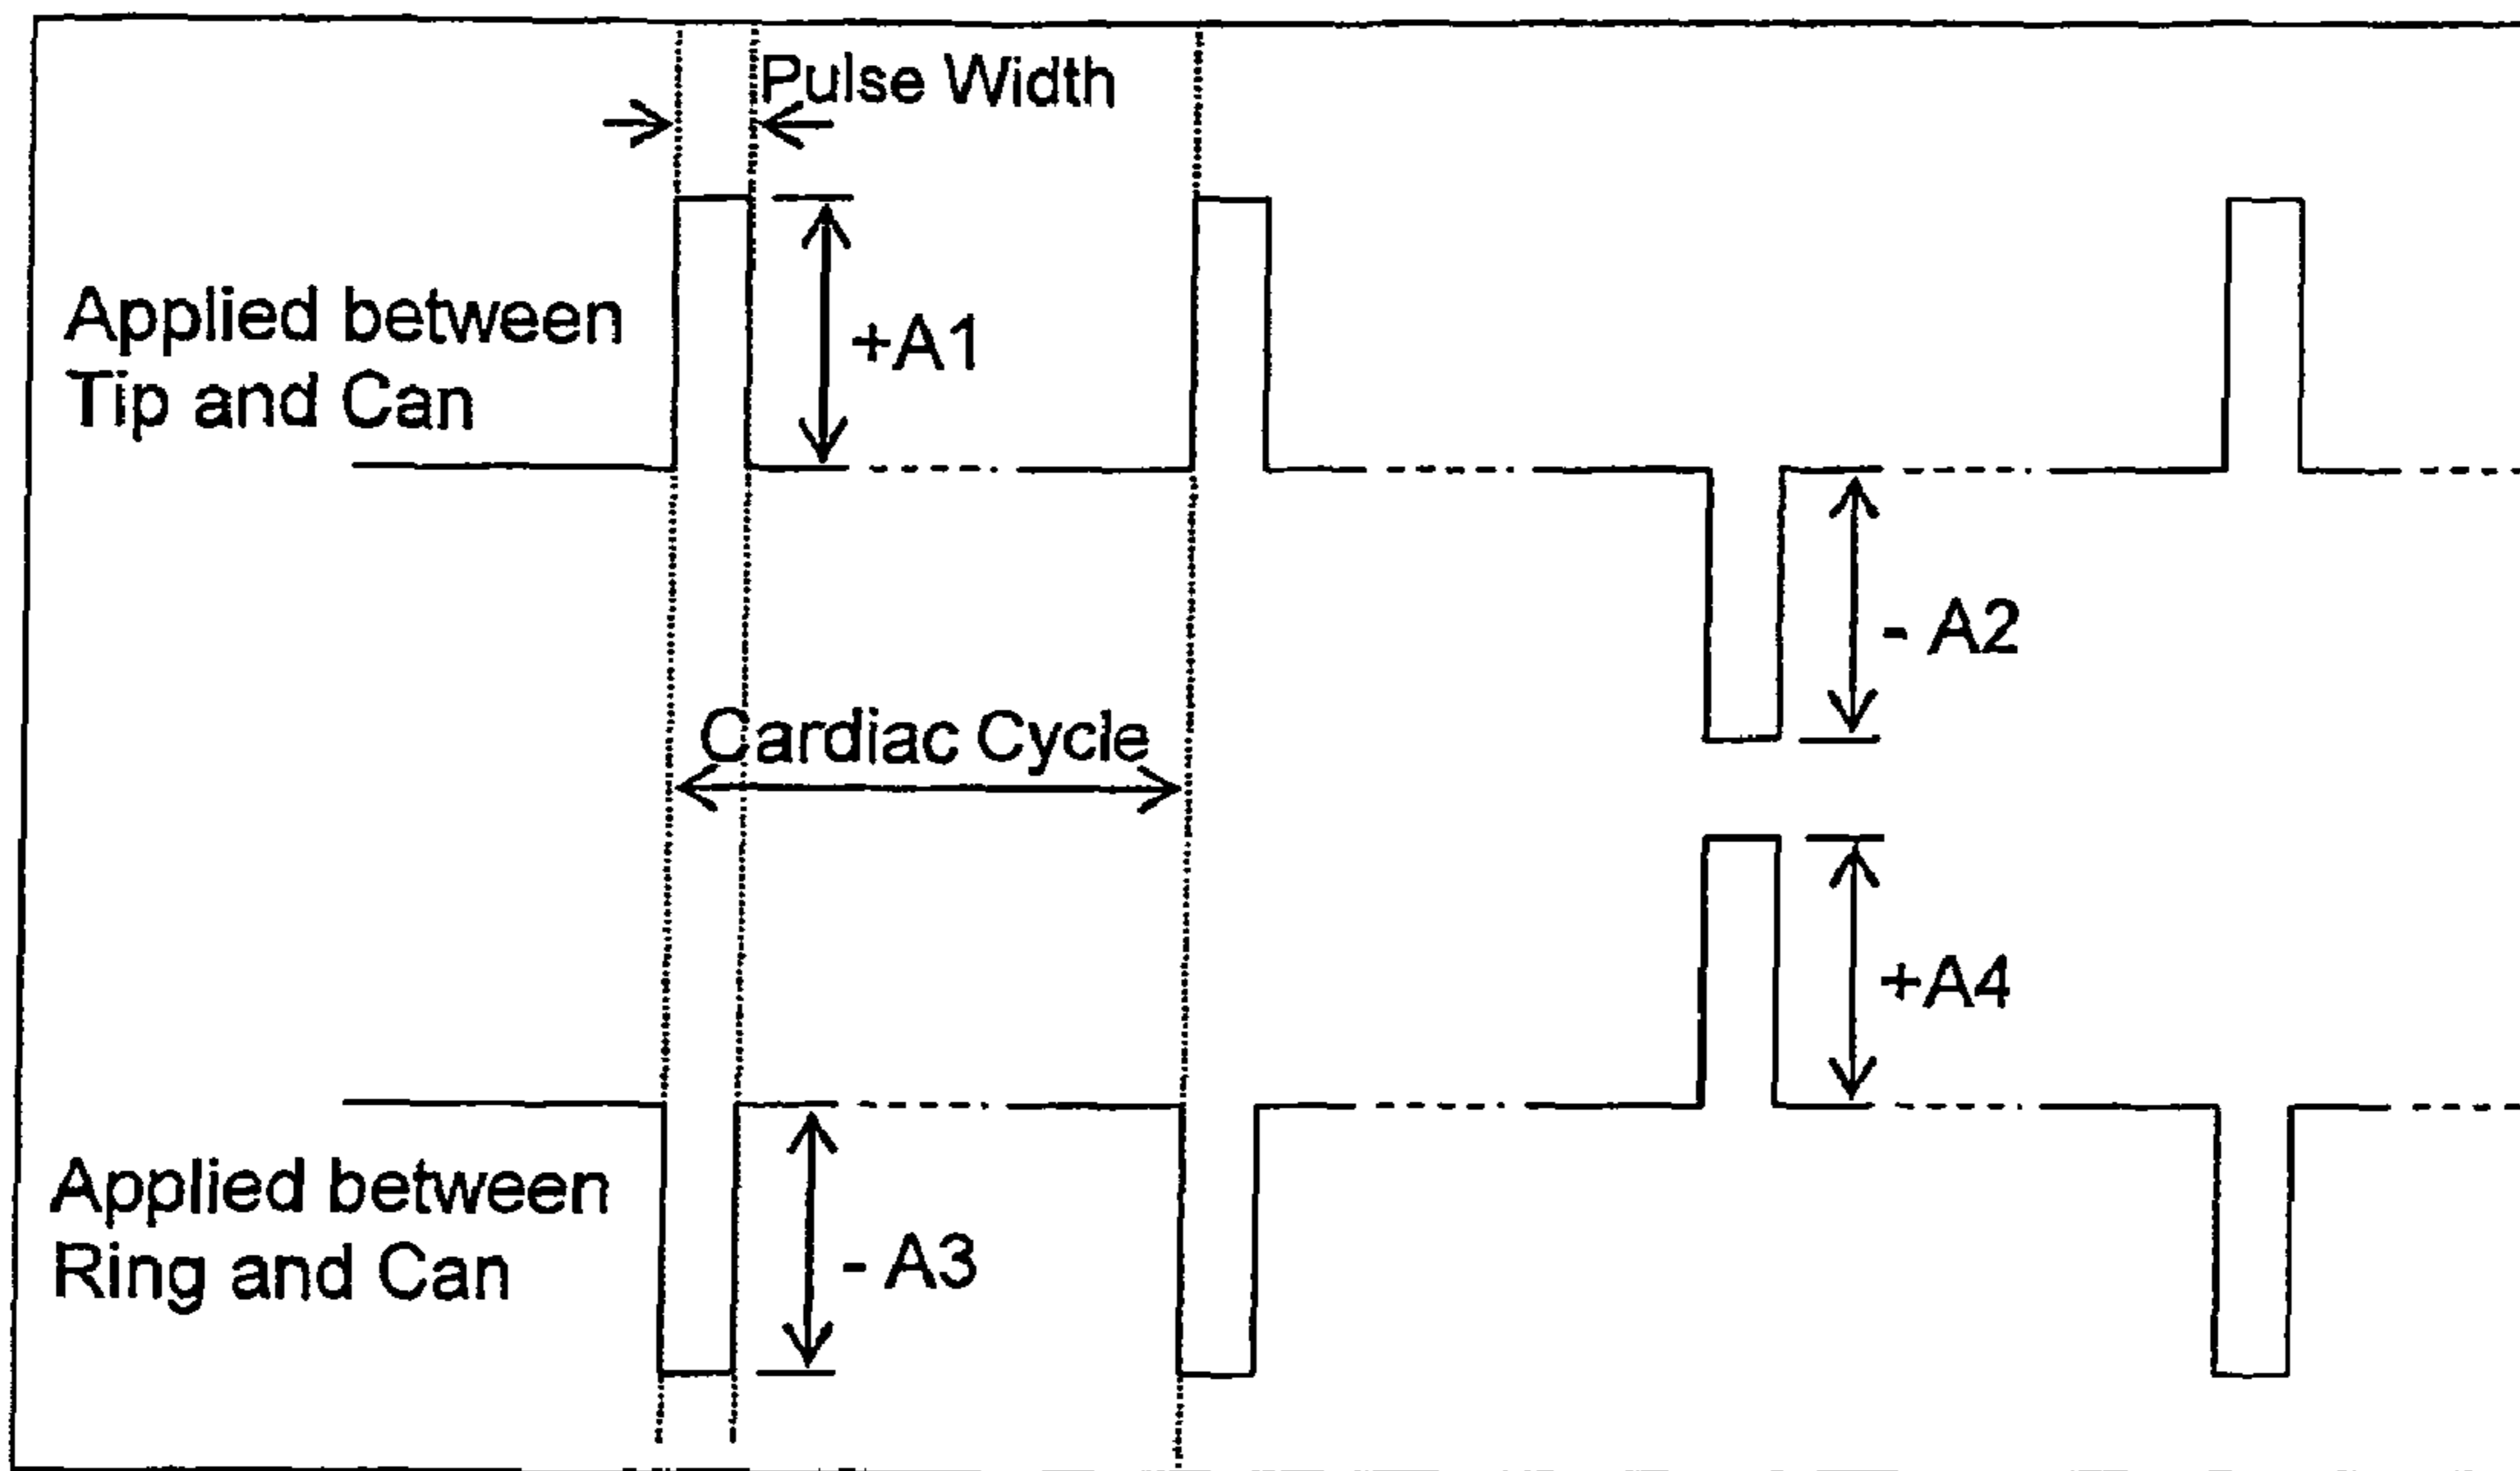 Pulse Width
Applied between
Tip and Can
+A1
- A2
Cardiac Cycle
+A4
Applied between
Ring and Can
- A3